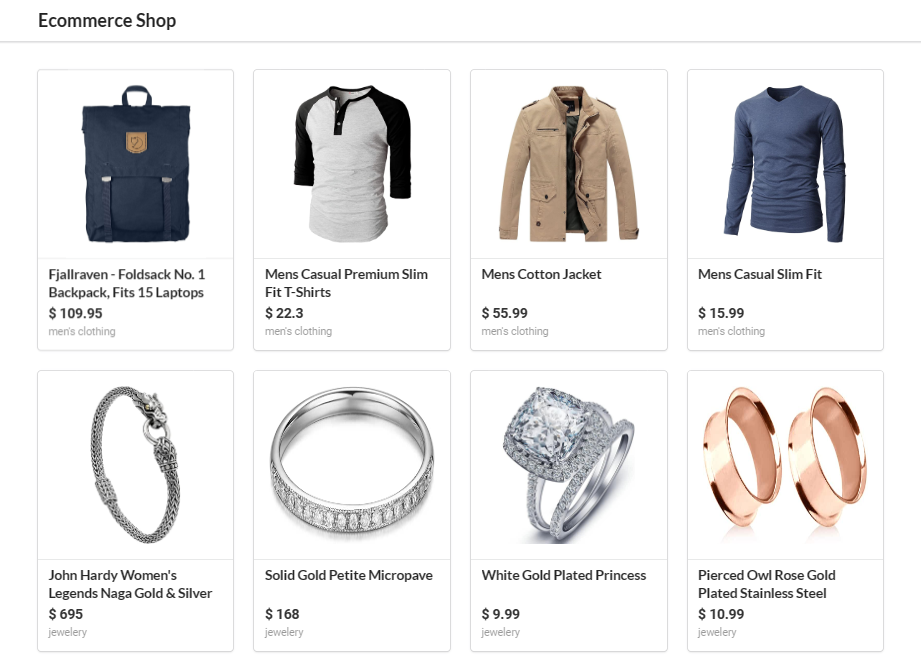 Ecommerce Shop
Fjallraven - Foldsack No. 1
Backpack, Fits 15 Laptops
$ 109.95
men's clothing
Mens Casual Premium Slim
Fit T-Shirts
$ 22.3
men's clothing
Mens Cotton Jacket
$ 55.99
men's clothing
Mens Casual Slim Fit
$ 15.99
men's clothing
John Hardy Women's
Legends Naga Gold & Silver
$ 695
jewelery
Solid Gold Petite Micropave
$ 168
jewelery
White Gold Plated Princess
$ 9.99
jewelery
Pierced Owl Rose Gold
Plated Stainless Steel
$ 10.99
jewelery